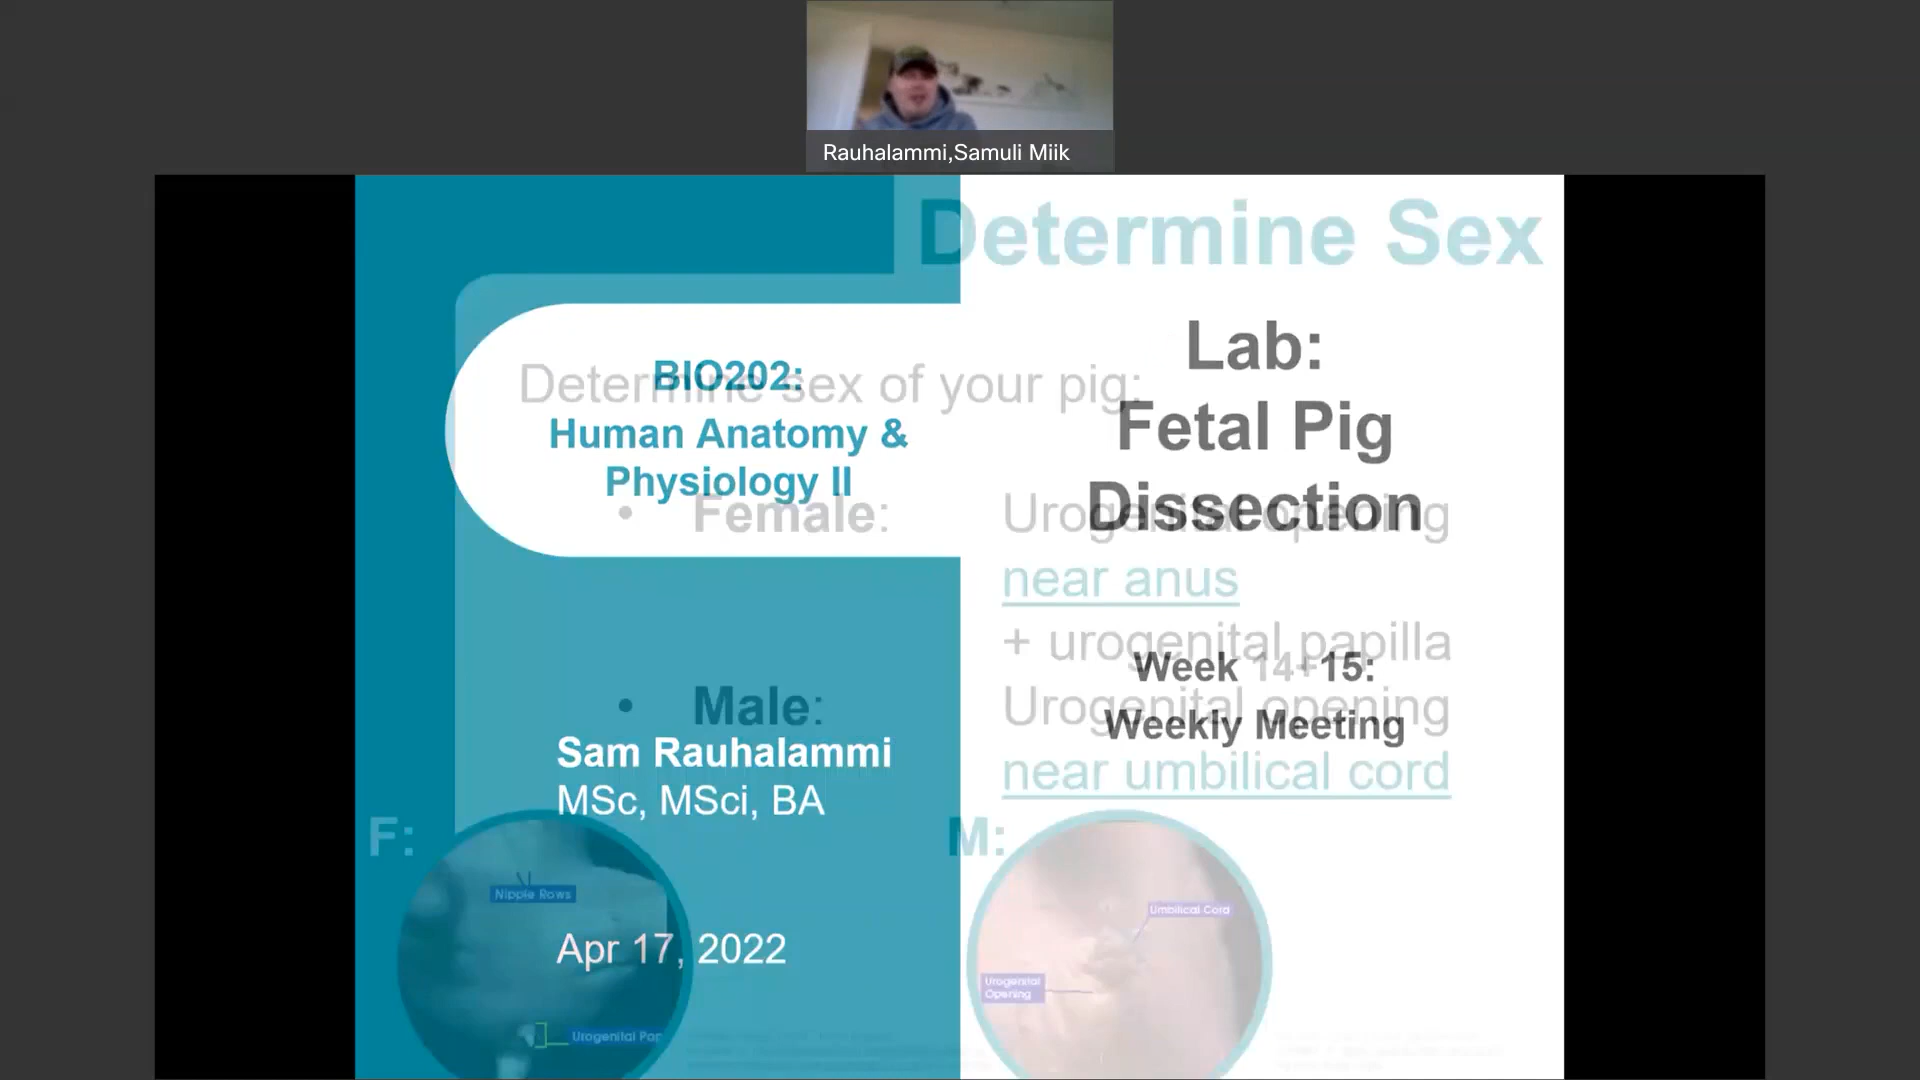 Rauhalammi,Samuli Miik
Determine Sex
BIO202:
Human Anatomy &
Physiology II
Lab:
Fetal Pig
Dissection
Determine sex of your pig:
• Female:
Urogenital opening
near anus
+ urogenital papilla
Week 14+15:
Weekly Meeting
• Male:
Urogenital opening
near umbilical cord
Sam Rauhalammi
MSc, MSci, BA
Apr 17, 2022
F:
Nipple Rows
Urogenital Pap
M:
Umbilical Cord
Urogenital
Opening